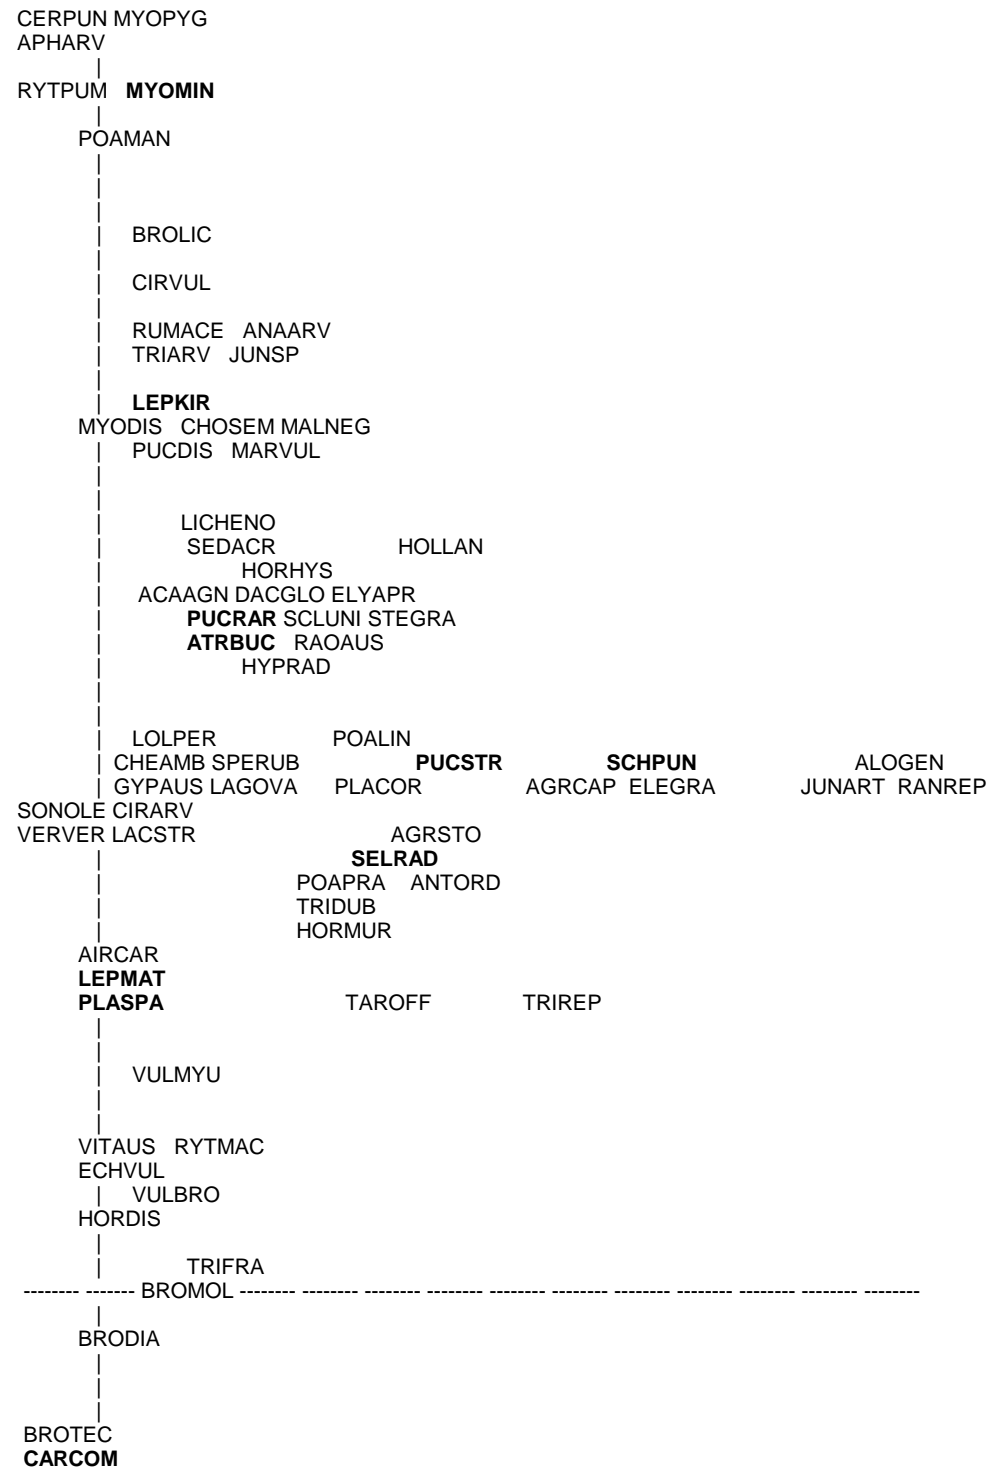 CERPUN MYOPYG
APHARV
|
RYTPUM MYOMIN
|
POAMAN
|
|
|
| BROLIC
|
| CIRVUL
|
| RUMACE ANAARV
| TRIARV JUNSP
|
| LEPKIR
MYODIS CHOSEM MALNEG
| PUCDIS MARVUL
|
|
| LICHENO
| SEDACR HOLLAN
| HORHYS
| ACAAGN DACGLO ELYAPR
| PUCRAR SCLUNI STEGRA
| ATRBUC RAOAUS
| HYPRAD
|
|
| LOLPER POALIN
| CHEAMB SPERUB PUCSTR SCHPUN ALOGEN
| GYPAUS LAGOVA PLACOR AGRCAP ELEGRA JUNART RANREP
SONOLE CIRARV
VERVER LACSTR AGRSTO
| SELRAD
| POAPRA ANTORD
| TRIDUB
| HORMUR
AIRCAR
LEPMAT
PLASPA TAROFF TRIREP
|
|
| VULMYU
|
|
VITAUS RYTMAC
ECHVUL
| VULBRO
HORDIS
|
| TRIFRA
-------- ------- BROMOL -------- -------- -------- -------- -------- -------- -------- -------- -------- -------- --------
|
BRODIA
|
|
|
BROTEC
CARCOM